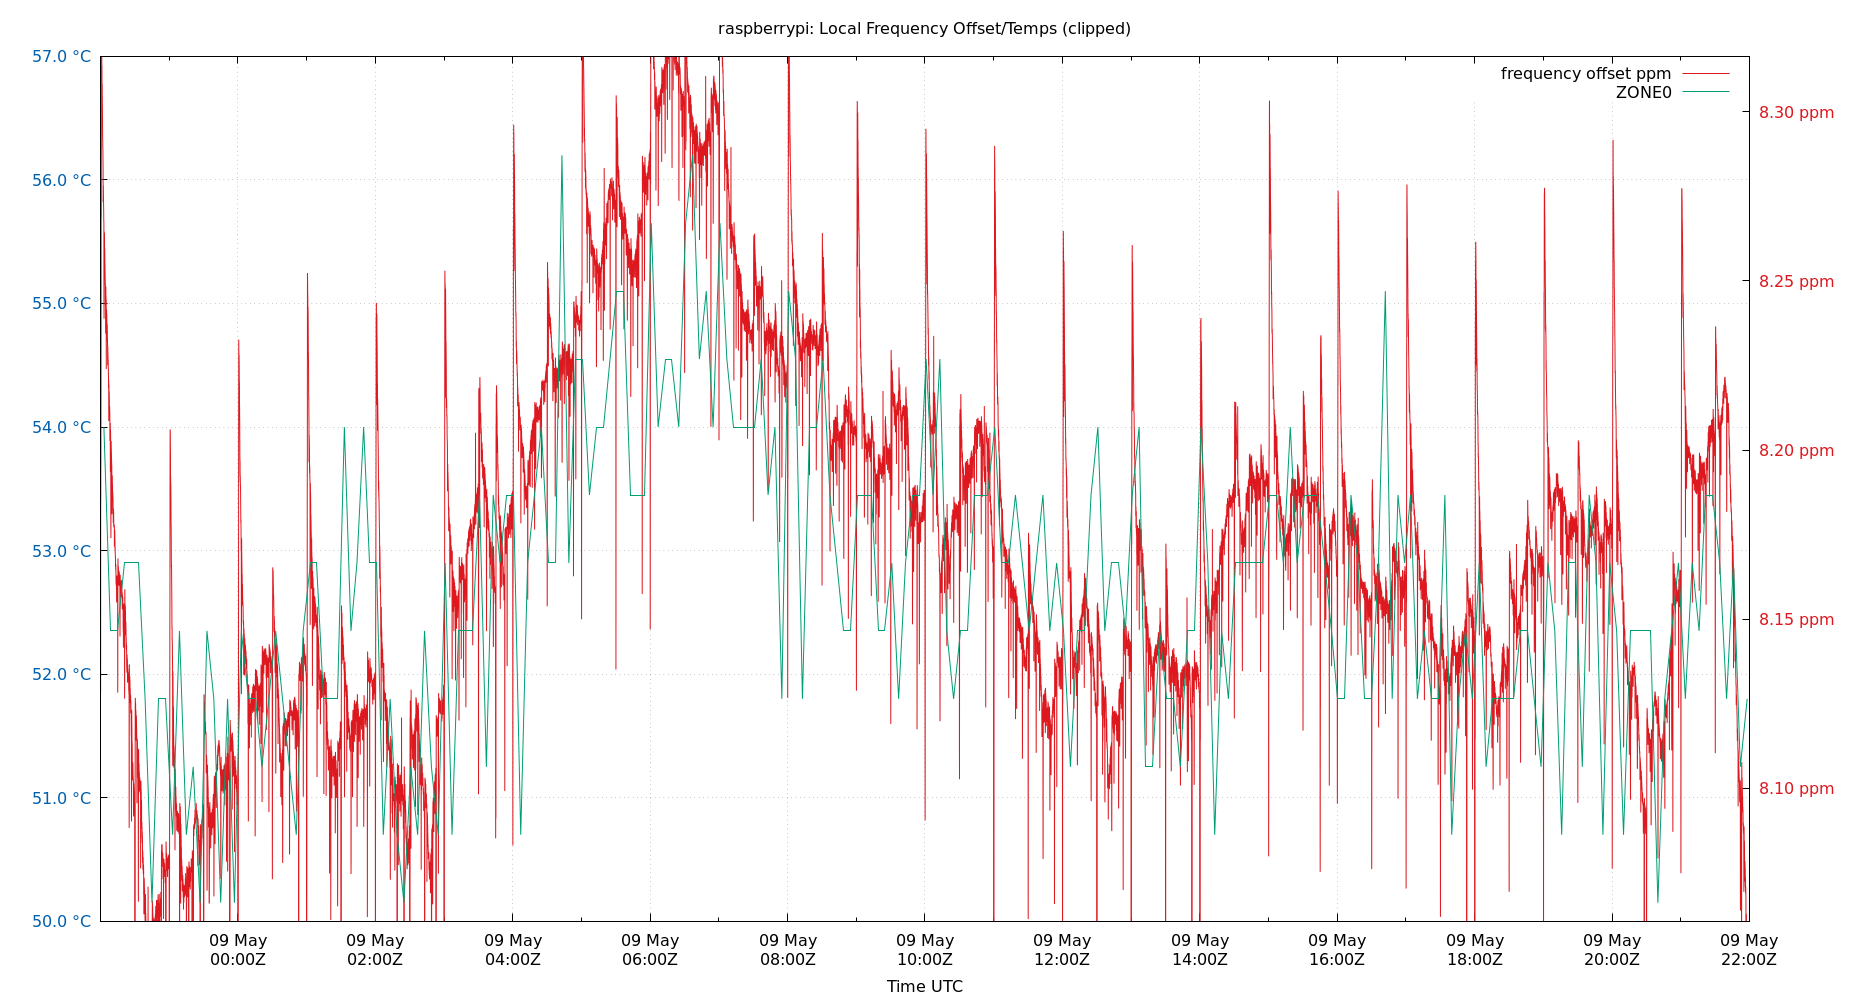 raspberrypi: Local Frequency Offset/Temps (clipped)
frequency offset ppm
ZONE0
57.0 °C
56.0 °C
55.0 °C
54.0 °C
53.0 °C
52.0 °C
51.0 °C
50.0 °C
8.30 ppm
8.25 ppm
8.20 ppm
8.15 ppm
8.10 ppm
09 May
00:00Z
09 May
02:00Z
09 May
04:00Z
09 May
06:00Z
09 May
08:00Z
09 May
10:00Z
09 May
12:00Z
09 May
14:00Z
09 May
16:00Z
09 May
18:00Z
09 May
20:00Z
09 May
22:00Z
Time UTC